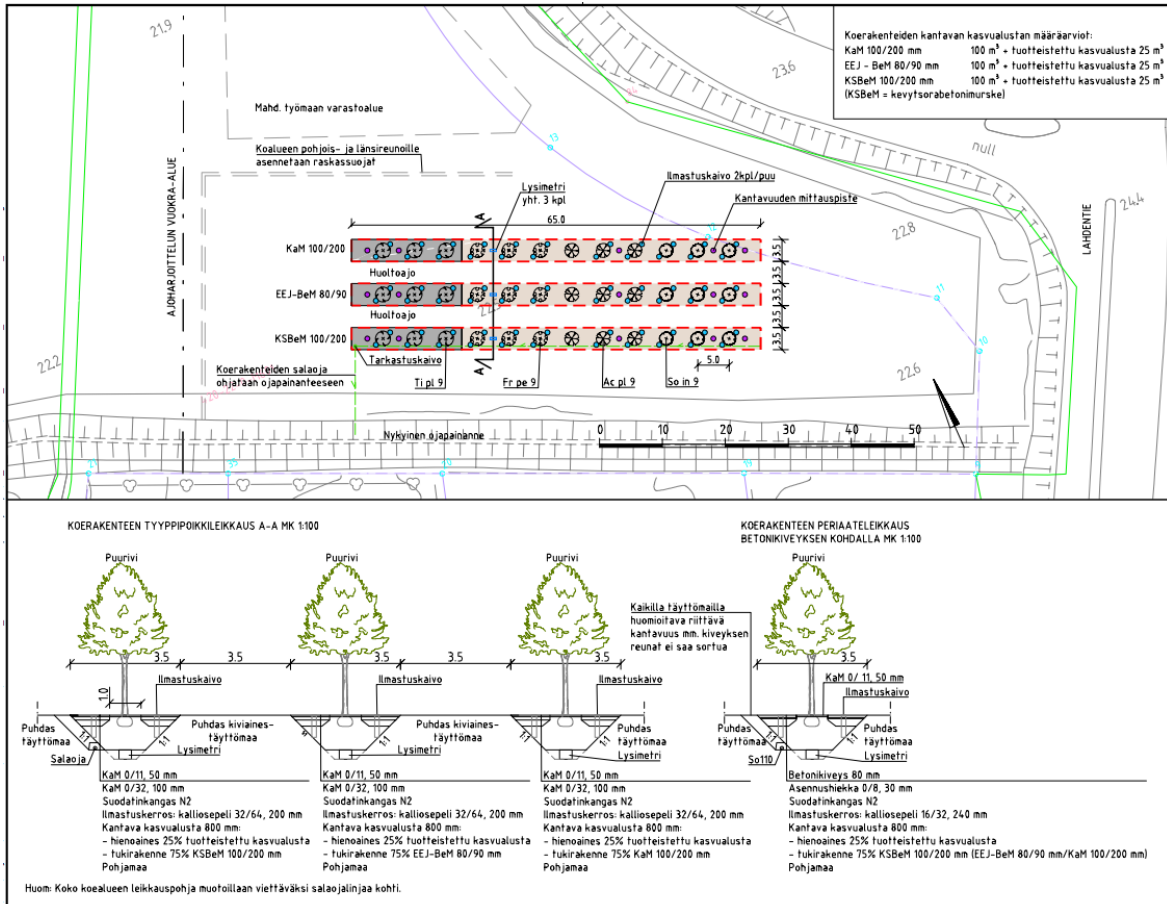 21.9
23.6
Koerakenteiden kantavan kasvualustan määräarviot:
KaM 100/200 mm 100 m³ + tuotteistettu kasvualusta 25 m³
EEJ - BeM 80/90 mm 100 m³ + tuotteistettu kasvualusta 25 m³
KSBeM 100/200 mm 100 m³ + tuotteistettu kasvualusta 25 m³
(KSBeM = kevytsorabetonimurske)
Mahd. työmaan varastoalue
null
13
Koalueen pohjois- ja länsireunoille
asennetaan raskassuojat
AJOHARJOITTELUN VUOKRA-ALUE
Lysimetri
yht. 3 kpl
A
Ilmastuskaivo 2kpl/puu
Kantavuuden mittauspiste
65.0
12
22.8
24.4
LAHDENTIE
KaM 100/200
Huoltoajo
EEJ-BeM 80/90
Huoltoajo
KSBeM 100/200
3.5
3.5
3.5
3.5
3.5
11
10
22.2
Tarkastuskaivo
A
5.0
22.6
Koerakenteiden salaoja
ohjataan ojapainanteeseen
Ti pl 9
Fr pe 9
Ac pl 9
So in 9
Nykyinen ojapainanne
0 10 20 30 40 50
KOERAKENTEEN TYYPPIPOIKKILEIKKAUS A-A MK 1:100
KOERAKENTEEN PERIAATELEIKKAUS
BETONIKIVEYKSEN KOHDALLA MK 1:100
Puurivi
Puurivi
Puurivi
Puurivi
Kaikilla täyttömailla
huomioitava riittävä
kantavuus mm. kiveyksen
reunat ei saa sortua
3.5
3.5
3.5
3.5
3.5
3.5
1.0
Ilmastuskaivo
Ilmastuskaivo
Ilmastuskaivo
KaM 0/ 11, 50 mm
Ilmastuskaivo
Puhdas
täyttömaa
1:1
1:1
Puhdas kiviaines-
täyttömaa
1:1
Puhdas kiviaines-
täyttömaa
1:1
Puhdas
täyttömaa
Puhdas
täyttömaa
1:1
1:1
Puhdas
täyttömaa
Salaoja
Lysimetri
Lysimetri
Lysimetri
So110
Lysimetri
KaM 0/11, 50 mm
KaM 0/32, 100 mm
Suodatinkangas N2
Ilmastuskerros: kalliosepeli 32/64, 200 mm
Kantava kasvualusta 800 mm:
- hienoaines 25% tuotteistettu kasvualusta
- tukirakenne 75% KSBeM 100/200 mm
Pohjamaa
KaM 0/11, 50 mm
KaM 0/32, 100 mm
Suodatinkangas N2
Ilmastuskerros: kalliosepeli 32/64, 200 mm
Kantava kasvualusta 800 mm:
- hienoaines 25% tuotteistettu kasvualusta
- tukirakenne 75% EEJ-BeM 80/90 mm
Pohjamaa
KaM 0/11, 50 mm
KaM 0/32, 100 mm
Suodatinkangas N2
Ilmastuskerros: kalliosepeli 32/64, 200 mm
Kantava kasvualusta 800 mm:
- hienoaines 25% tuotteistettu kasvualusta
- tukirakenne 75% KaM 100/200 mm
Pohjamaa
Betonikiveys 80 mm
Asennushiekka 0/8, 30 mm
Suodatinkangas N2
Ilmastuskerros: kalliosepeli 16/32, 240 mm
Kantava kasvualusta 800 mm:
- hienoaines 25% tuotteistettu kasvualusta
- tukirakenne 75% KSBeM 100/200 mm (EEJ-BeM 80/90 mm/KaM 100/200 mm)
Pohjamaa
Huom: Koko koealueen leikkauspohja muotoillaan viettäväksi salaojalinjaa kohti.